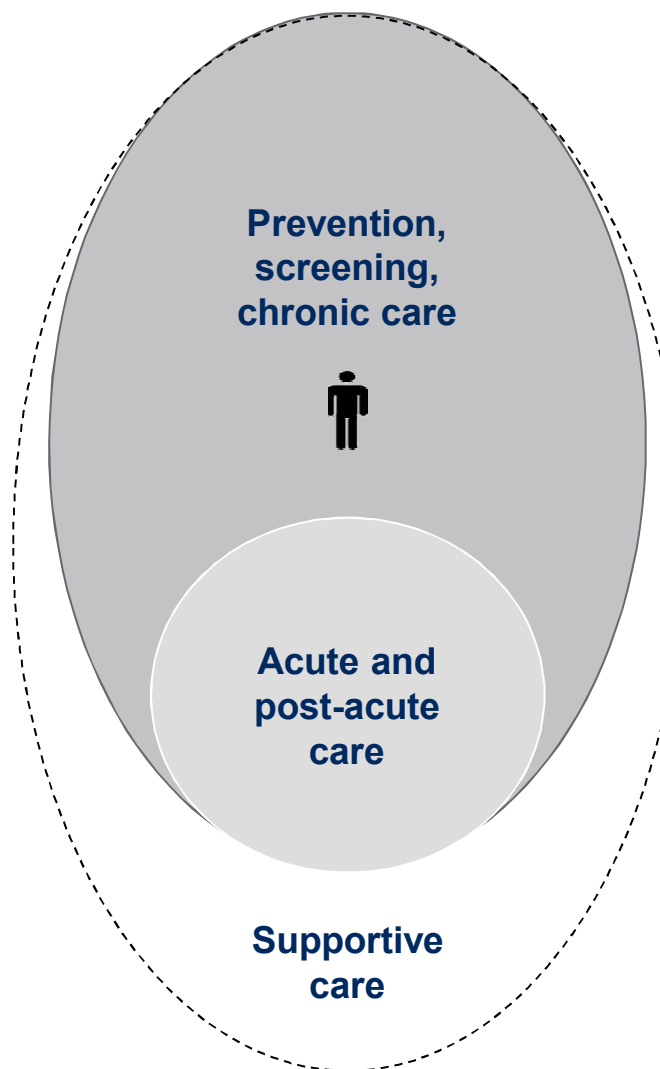 Prevention,
screening,
chronic care
Acute and
post-acute
care
Supportive
care